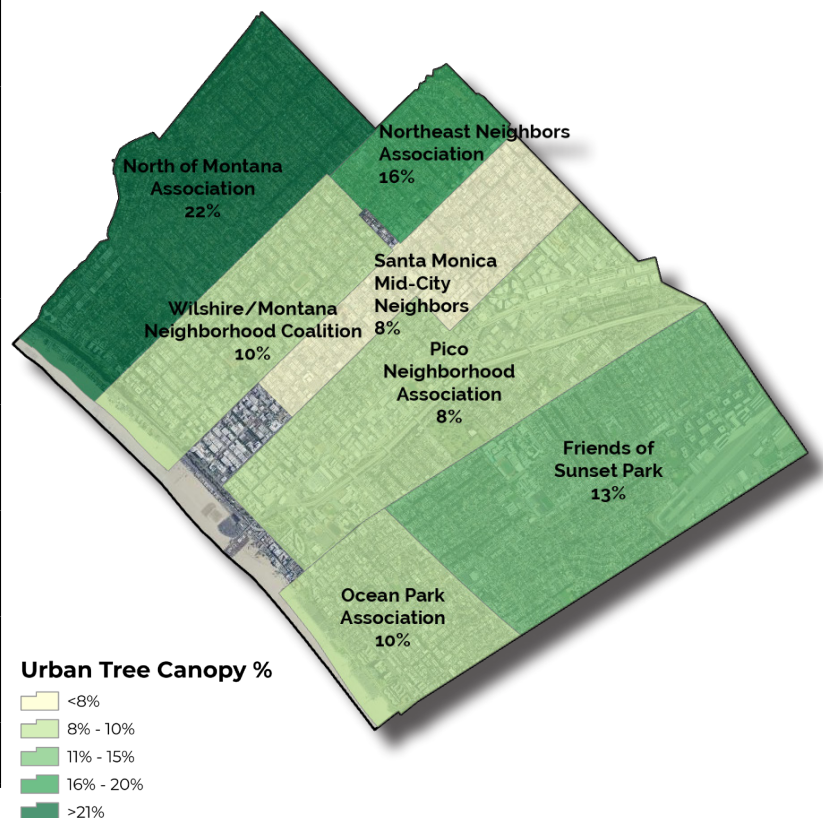 North of Montana
Association
22%
Northeast Neighbors
Association
16%
Santa Monica
Mid-City
Neighbors
8%
Wilshire/Montana
Neighborhood Coalition
10%
Pico
Neighborhood
Association
8%
Friends of
Sunset Park
13%
Ocean Park
Association
10%
Urban Tree Canopy %
<8%
8% - 10%
11% - 15%
16% - 20%
>21%